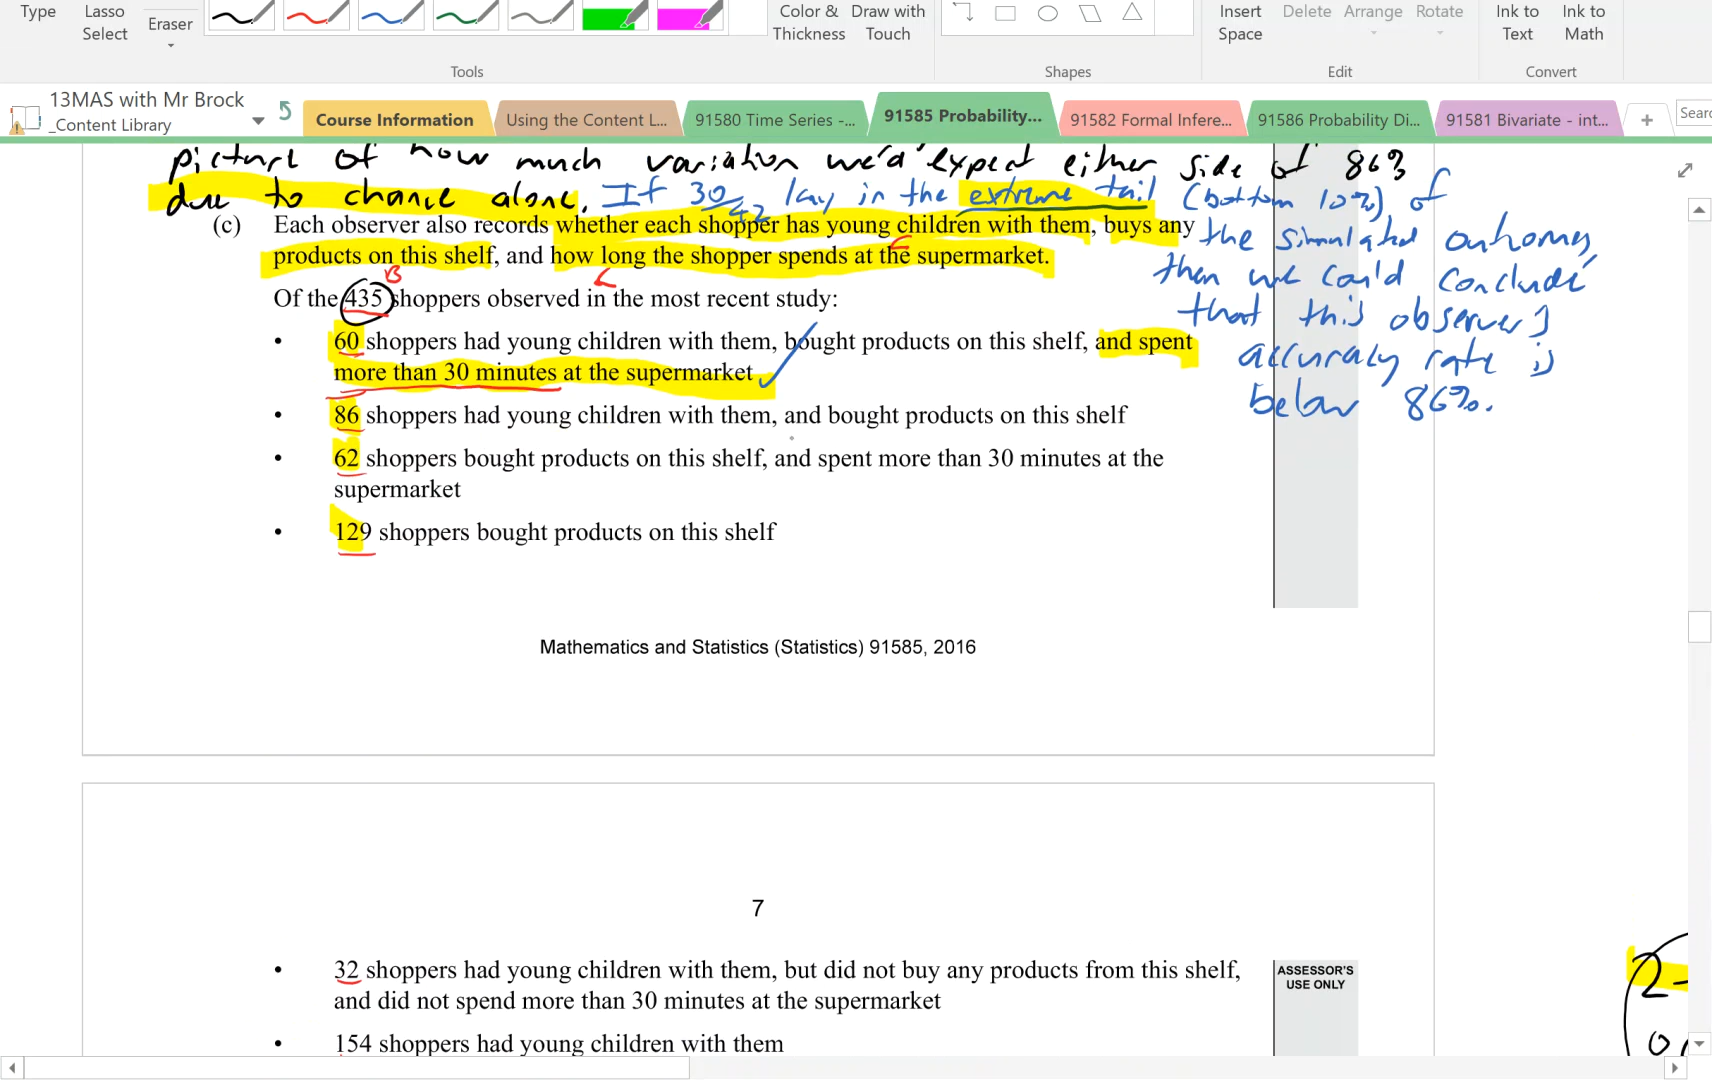 Type
Lasso
Select
Eraser
Color &
Thickness
Draw with
Touch
Insert
Space
Delete
Arrange
Rotate
Ink to
Text
Ink to
Math
Tools
Shapes
Edit
Convert
13MAS with Mr Brock
_Content Library
Course Information
Using the Content L...
91580 Time Series -...
91585 Probability...
91582 Formal Infere...
91586 Probability Di...
91581 Bivariate - int...
+
Sear
picture of how much variation we'd expect either side of 86%
due to chance alone. If 30/42 lay in the extreme tail (bottom 10%) of
the simulated outcomes,
then we could conclude
that this observer's
accuracy rate is
below 86%.
(c) Each observer also records whether each shopper has young children with them, buys any
products on this shelf, and how long the shopper spends at the supermarket.
C
B
L
Of the 435 shoppers observed in the most recent study:
• 60 shoppers had young children with them, bought products on this shelf, and spent
more than 30 minutes at the supermarket
• 86 shoppers had young children with them, and bought products on this shelf
• 62 shoppers bought products on this shelf, and spent more than 30 minutes at the
supermarket
• 129 shoppers bought products on this shelf
Mathematics and Statistics (Statistics) 91585, 2016
7
• 32 shoppers had young children with them, but did not buy any products from this shelf,
and did not spend more than 30 minutes at the supermarket
ASSESSOR'S
USE ONLY
• 154 shoppers had young children with them